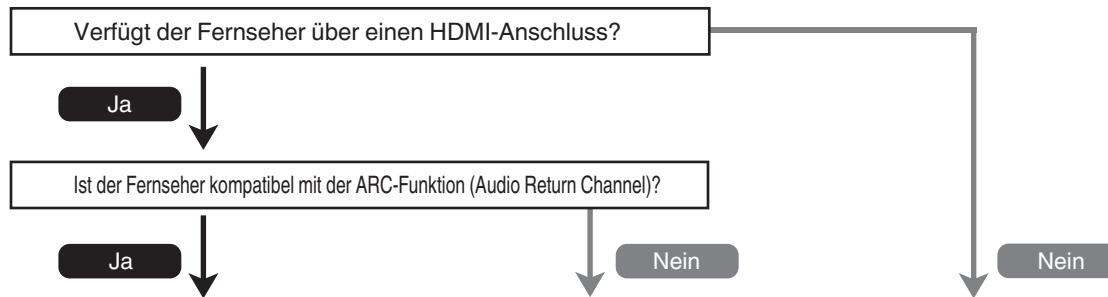 Verfügt der Fernseher über einen HDMI-Anschluss?
Ja
Ist der Fernseher kompatibel mit der ARC-Funktion (Audio Return Channel)?
Ja
Nein
Nein